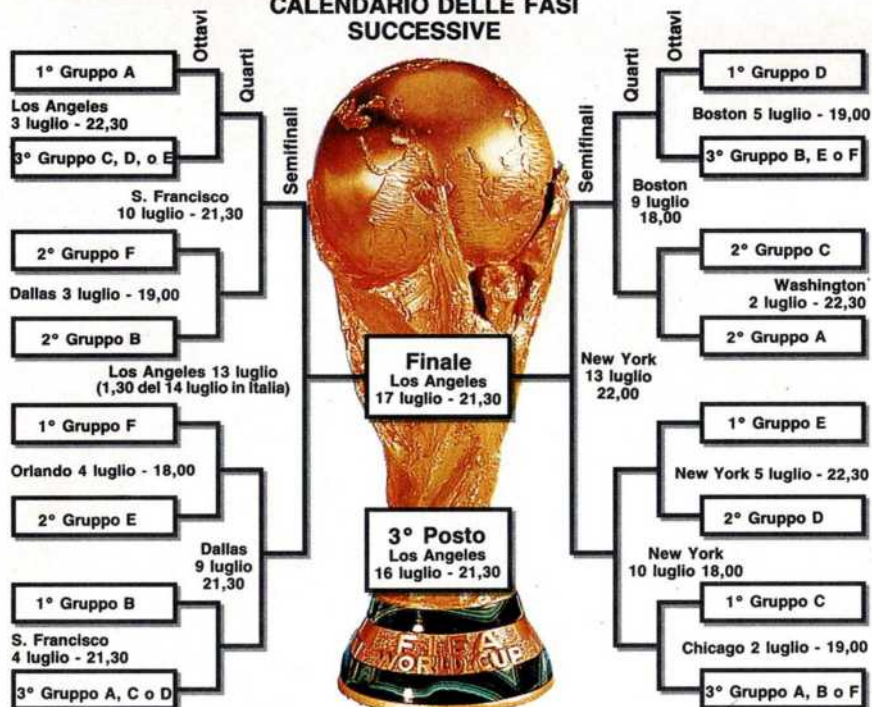 CALENDARIO DELLE FASI
SUCCESSIVE
Ottavi
Quarti
Semifinali
1° Gruppo A
Los Angeles
3 luglio - 22,30
3° Gruppo C, D, o E
S. Francisco
10 luglio - 21,30
2° Gruppo F
Dallas 3 luglio - 19,00
2° Gruppo B
Los Angeles 13 luglio
(1,30 del 14 luglio in Italia)
1° Gruppo F
Orlando 4 luglio - 18,00
2° Gruppo E
Dallas
9 luglio
21,30
1° Gruppo B
S. Francisco
4 luglio - 21,30
3° Gruppo A, C o D
Finale
Los Angeles
17 luglio - 21,30
3° Posto
Los Angeles
16 luglio - 21,30
FIFA
WORLD CUP
Semifinali
Quarti
Ottavi
1° Gruppo D
Boston 5 luglio - 19,00
3° Gruppo B, E o F
Boston
9 luglio
18,00
2° Gruppo C
Washington
2 luglio - 22,30
2° Gruppo A
New York
13 luglio
22,00
1° Gruppo E
New York 5 luglio - 22,30
2° Gruppo D
New York
10 luglio 18,00
1° Gruppo C
Chicago 2 luglio - 19,00
3° Gruppo A, B o F